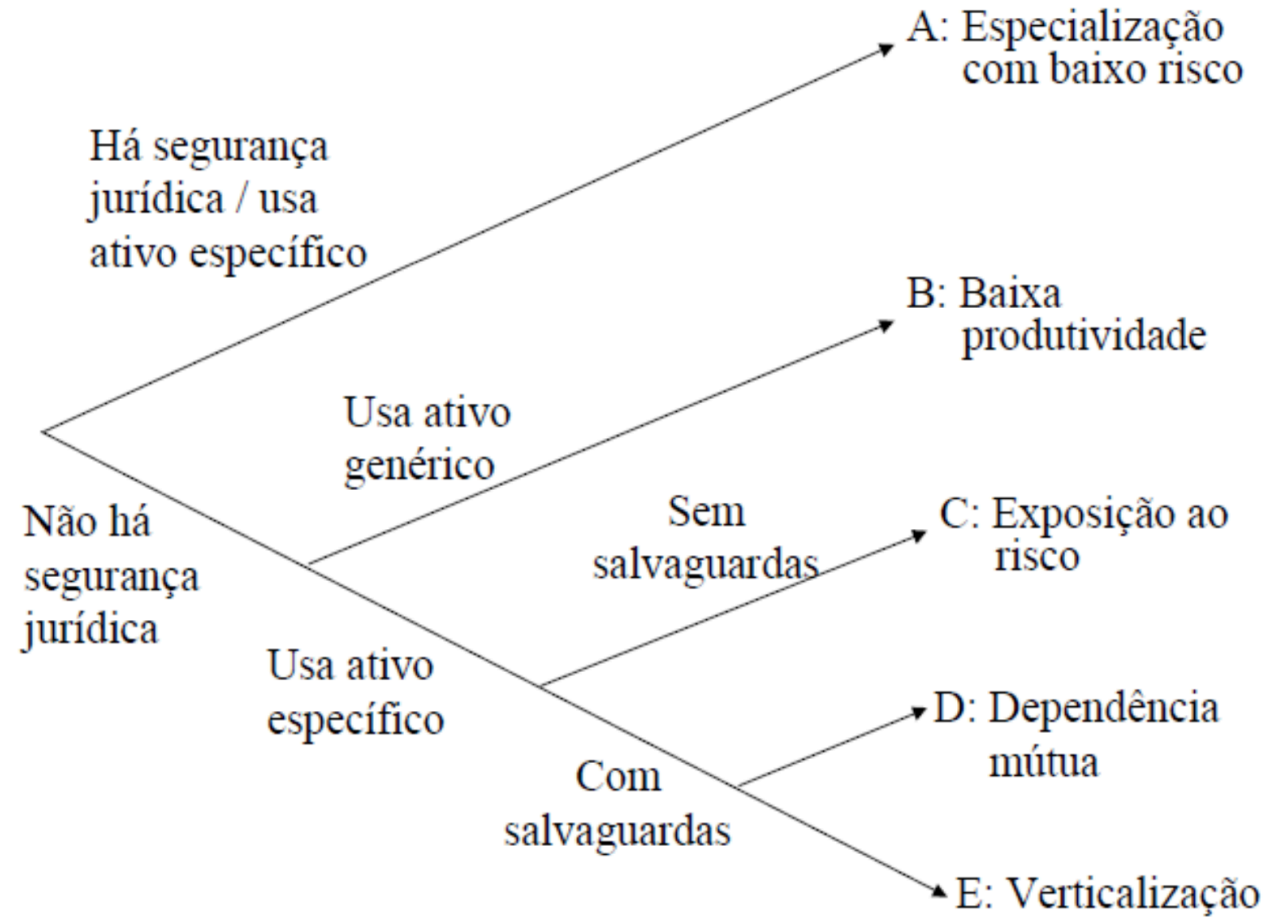 A: Especialização
com baixo risco
Há segurança
jurídica / usa
ativo específico
B: Baixa
produtividade
Usa ativo
genérico
Sem
salvaguardas
C: Exposição ao
risco
Não há
segurança
jurídica
Usa ativo
específico
D: Dependência
mútua
Com
salvaguardas
E: Verticalização